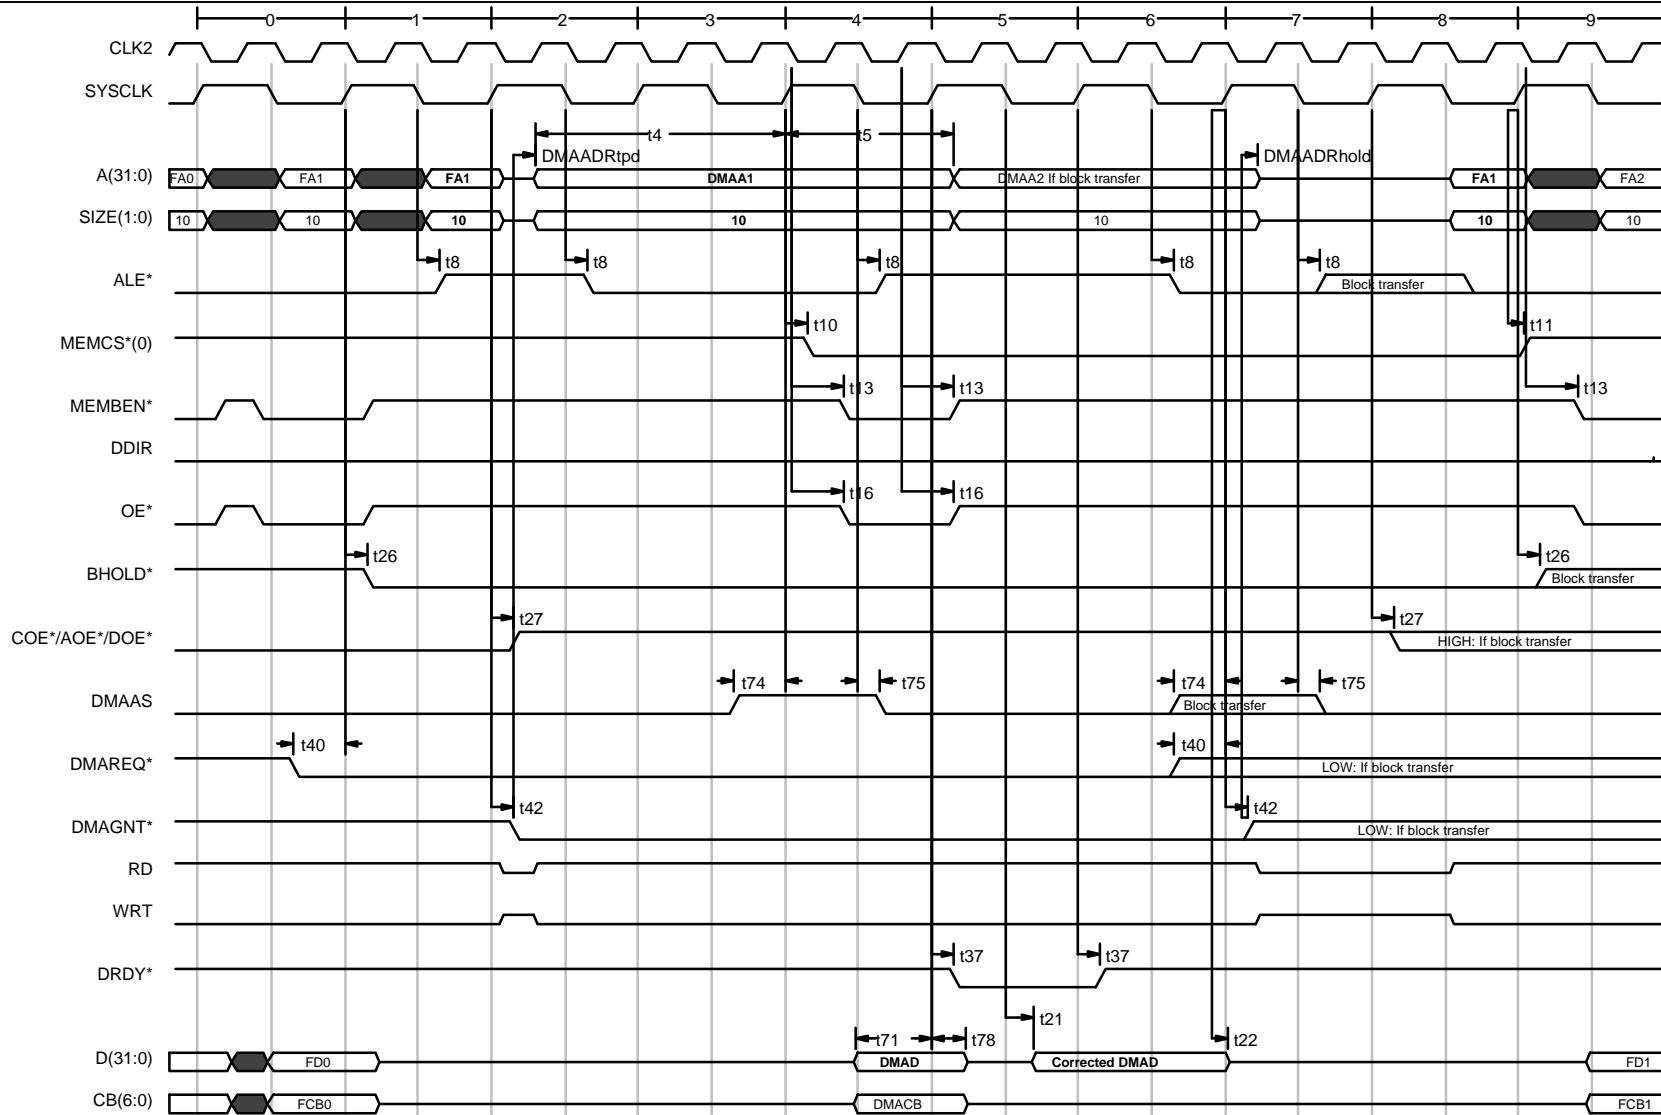 0 1 2 3 4 5 6 7 8 9
CLK2
SYSCLK
t4 t5
DMAADRtpd DMAADRhold
A(31:0) FA0 FA1 FA1 DMAA1 DMAA2 If block transfer FA1 FA2
SIZE(1:0) 10 10 10 10 10 10 10
t8 t8 t8 t8 t8
ALE* Block transfer
t10 t11
MEMCS*(0)
t13 t13 t13
MEMBEN*
DDIR
t16 t16
OE*
t26 t26
BHOLD* Block transfer
t27 t27
COE*/AOE*/DOE* HIGH: If block transfer
t74 t75 t74 t75
DMAAS Block transfer
t40 t40
DMAREQ* LOW: If block transfer
t42 t42
DMAGNT* LOW: If block transfer
RD
WRT
t37 t37
DRDY*
t21
t71 t78 t22
D(31:0) FD0 DMAD Corrected DMAD FD1
CB(6:0) FCB0 DMACB FCB1